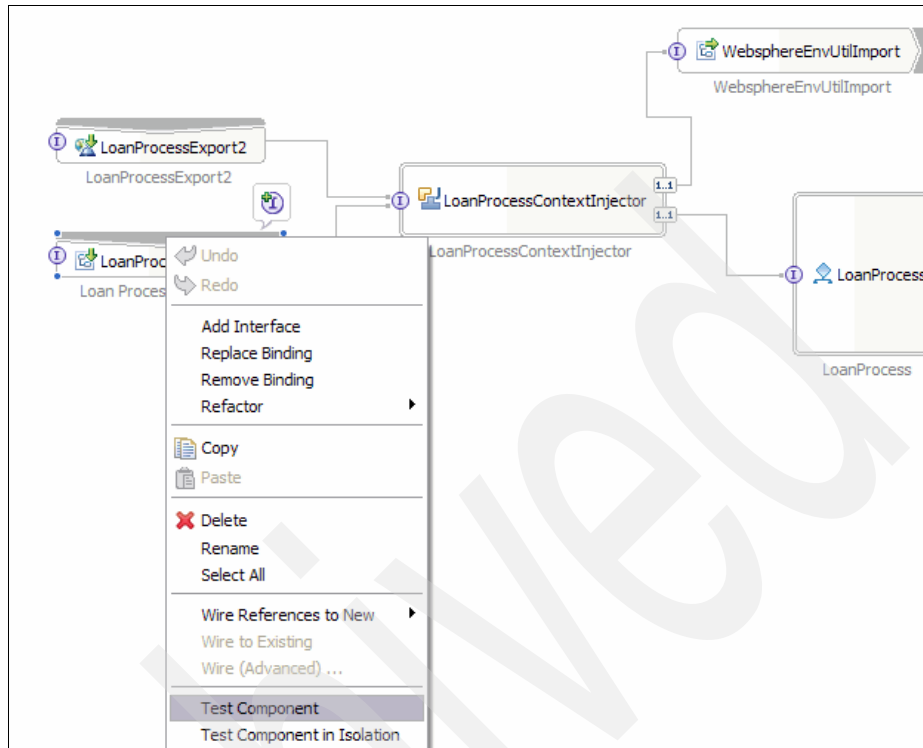 WebsphereEnvUtilImport
WebsphereEnvUtilImport
LoanProcessExport2
LoanProcessExport2
LoanProcessContextInjector
1..1
1..1
LoanProcessContextInjector
LoanProc
Loan Proces
LoanProcess
LoanProcess
Undo
Redo
Add Interface
Replace Binding
Remove Binding
Refactor
Copy
Paste
Delete
Rename
Select All
Wire References to New
Wire to Existing
Wire (Advanced) ...
Test Component
Test Component in Isolation
hived